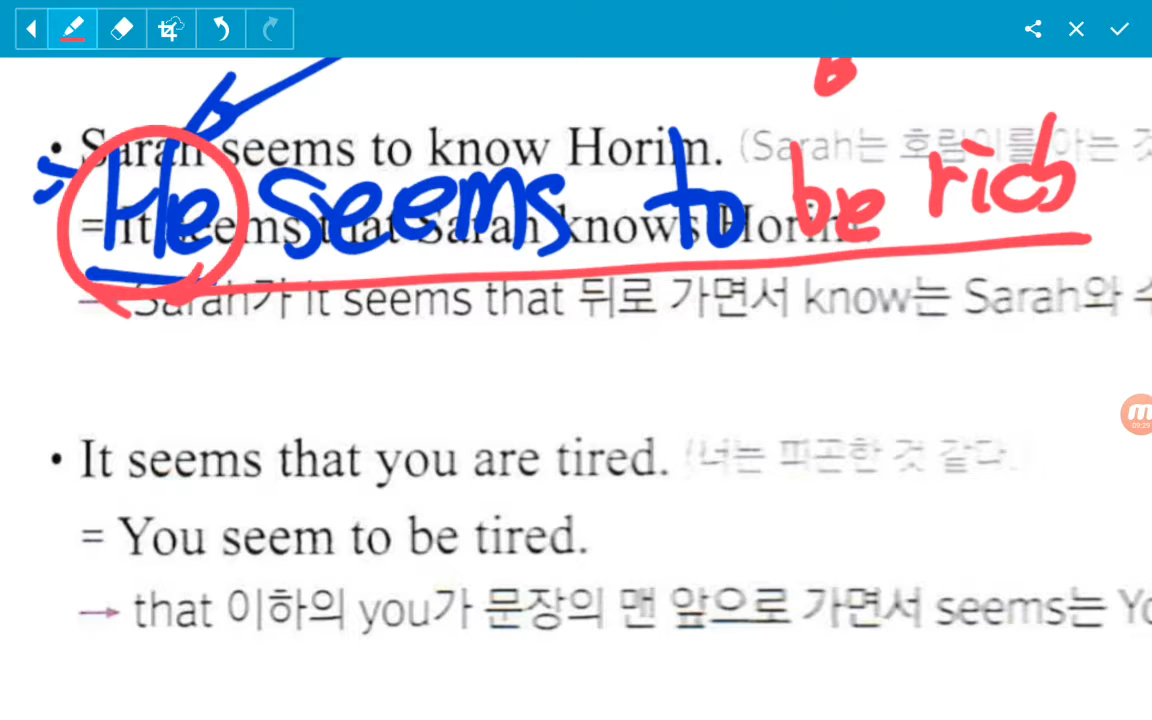 • Sarah seems to know Horim. (Sarah는 호림이를 아는 것
He seems to be rich
= It seems that Sarah knows Horim.
→ Sarah가 It seems that 뒤로 가면서 know는 Sarah와 수
09:29
• It seems that you are tired. (너는 피곤한 것 같다.)
= You seem to be tired.
→ that 이하의 you가 문장의 맨 앞으로 가면서 seems는 Yo